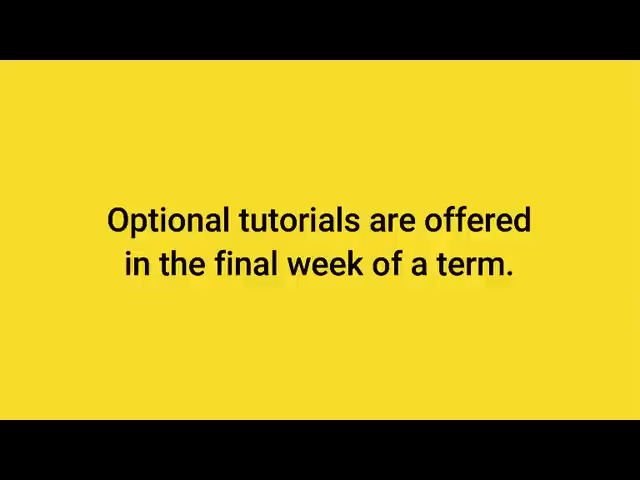 Optional tutorials are offered
in the final week of a term.